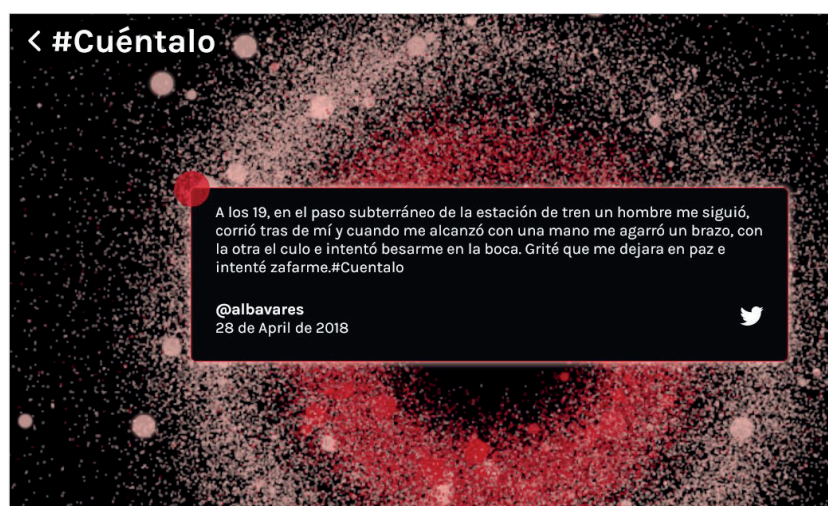 < #Cuéntalo
A los 19, en el paso subterráneo de la estación de tren un hombre me siguió,
corrió tras de mí y cuando me alcanzó con una mano me agarró un brazo, con
la otra el culo e intentó besarme en la boca. Grité que me dejara en paz e
intenté zafarme.#Cuentalo
@albavares
28 de April de 2018